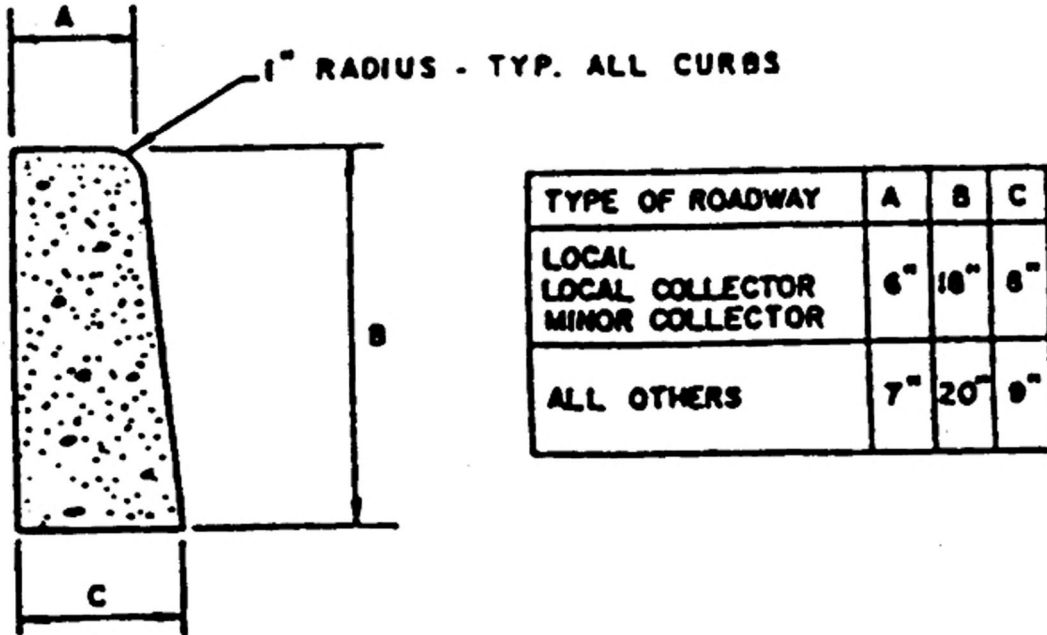 A
1" RADIUS - TYP. ALL CURBS
TYPE OF ROADWAY A B C
LOCAL
LOCAL COLLECTOR 6" 18" 8"
MINOR COLLECTOR
ALL OTHERS 7" 20" 9"
B
C